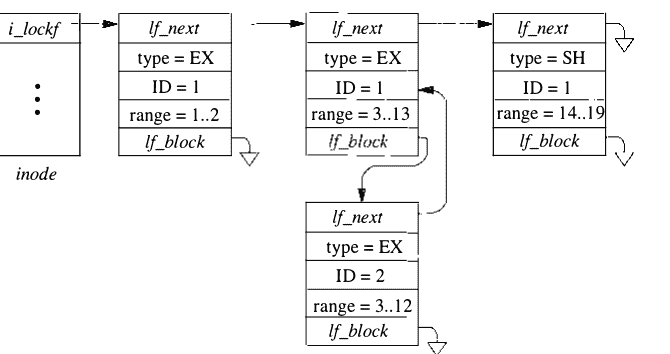 i_lockf
inode
lf_next
type = EX
ID = 1
range = 1..2
lf_block
lf_next
type = EX
ID = 1
range = 3..13
lf_block
lf_next
type = SH
ID = 1
range = 14..19
lf_block
lf_next
type = EX
ID = 2
range = 3..12
lf_block